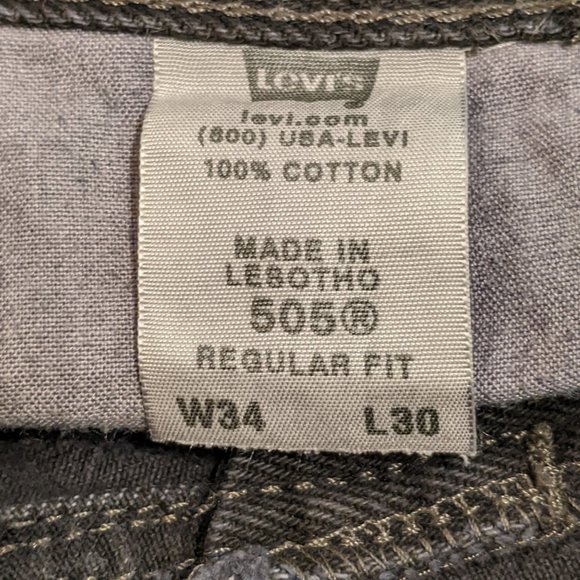 Levi's
levi.com
(800) USA-LEVI
100% COTTON
MADE IN
LESOTHO
505®
REGULAR FIT
W34 L30